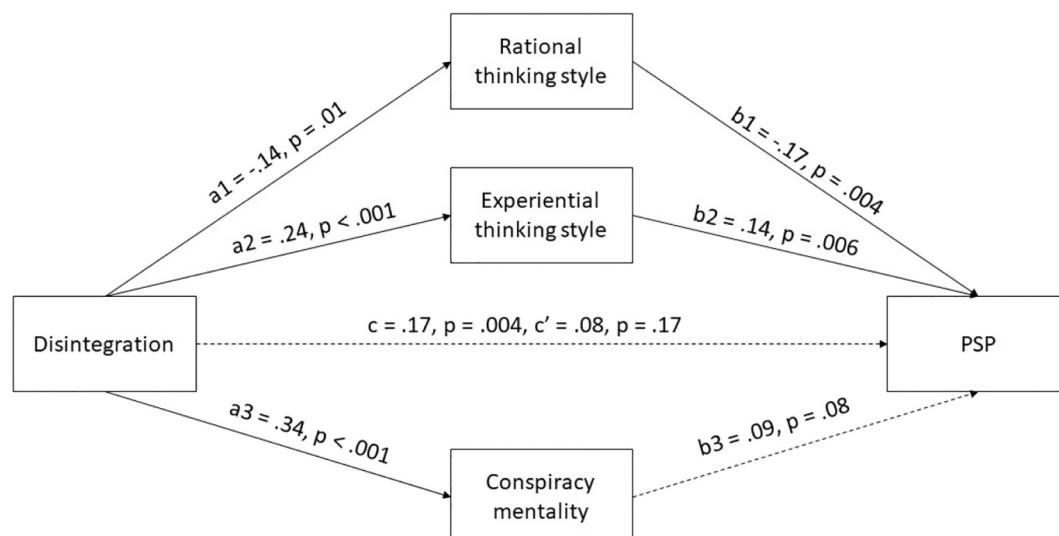 Rational
thinking style
a1 = -.14, p = .01
b1 = -.17, p = .004
Experiential
thinking style
a2 = .24, p < .001
b2 = .14, p = .006
Disintegration
c = .17, p = .004, c’ = .08, p = .17
PSP
a3 = .34, p < .001
b3 = .09, p = .08
Conspiracy
mentality